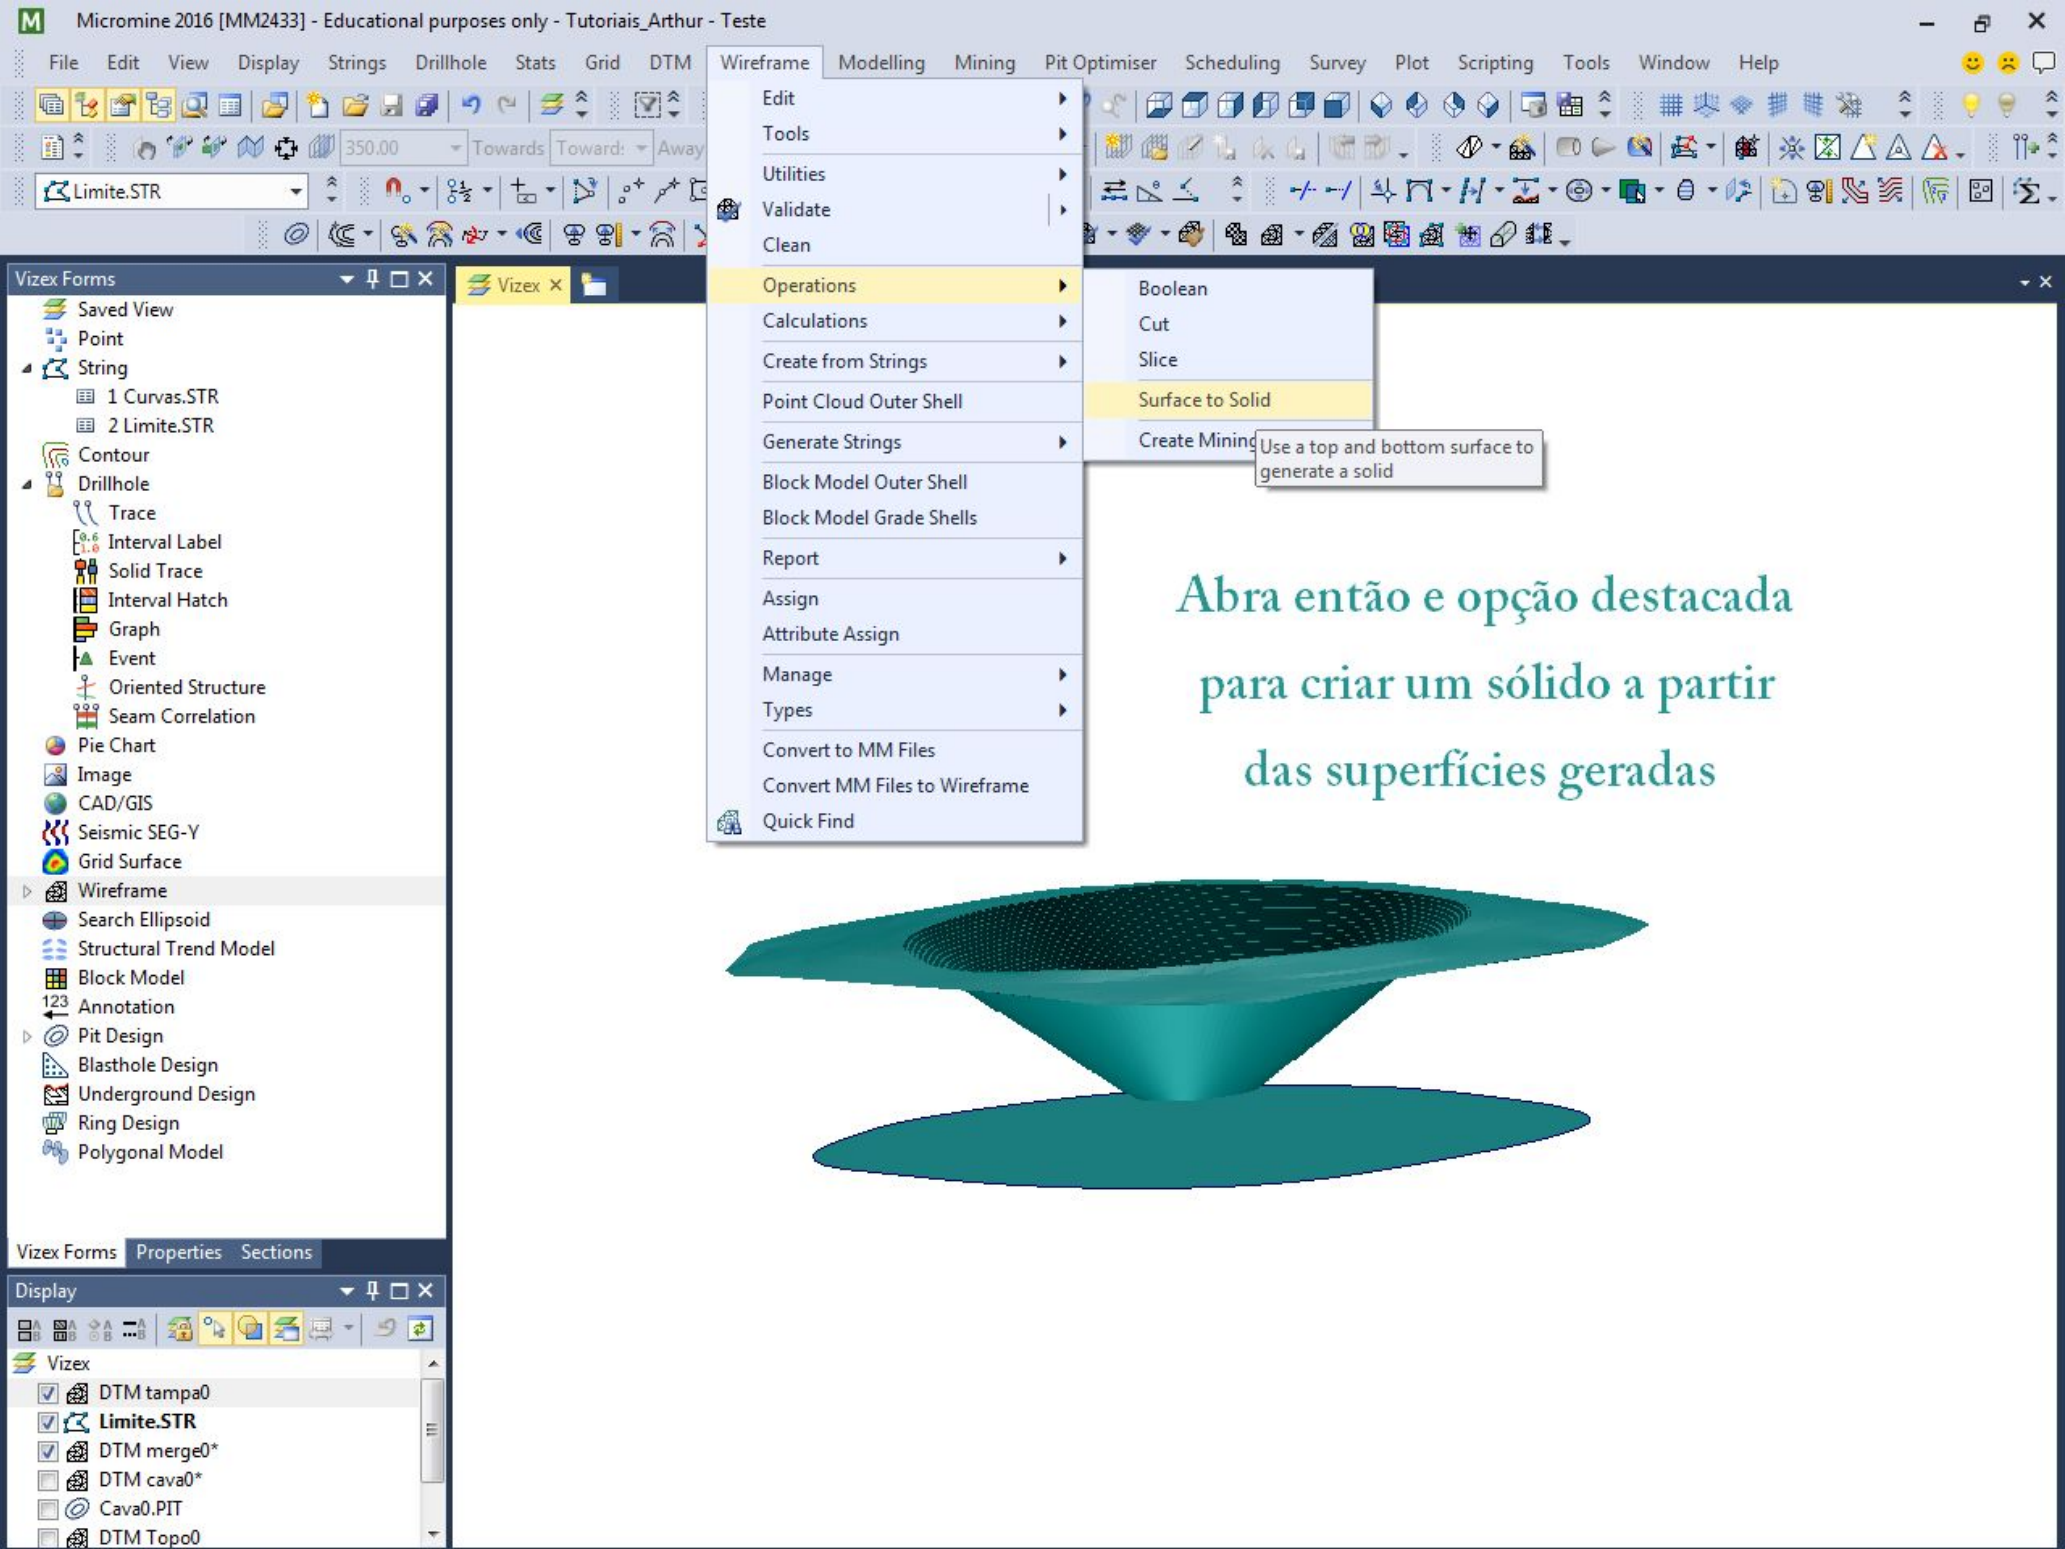 Micromine 2016 [MM2433] - Educational purposes only - Tutoriais_Arthur - Teste
File Edit View Display Strings Drillhole Stats Grid DTM Wireframe Modelling Mining Pit Optimiser Scheduling Survey Plot Scripting Tools Window Help
350.00 Towards Away
Limite.STR
Vizex Forms
Saved View
Point
String
1 Curvas.STR
2 Limite.STR
Contour
Drillhole
Trace
Interval Label
Solid Trace
Interval Hatch
Graph
Event
Oriented Structure
Seam Correlation
Pie Chart
Image
CAD/GIS
Seismic SEG-Y
Grid Surface
Wireframe
Search Ellipsoid
Structural Trend Model
Block Model
123 Annotation
Pit Design
Blasthole Design
Underground Design
Ring Design
Polygonal Model
Vizex Forms Properties Sections
Display
Vizex
DTM tampa0
Limite.STR
DTM merge0*
DTM cava0*
Cava0.PIT
DTM Topo0
Vizex
Edit
Tools
Utilities
Validate
Clean
Operations
Calculations
Create from Strings
Point Cloud Outer Shell
Generate Strings
Block Model Outer Shell
Block Model Grade Shells
Report
Assign
Attribute Assign
Manage
Types
Convert to MM Files
Convert MM Files to Wireframe
Quick Find
Boolean
Cut
Slice
Surface to Solid
Create Mining
Use a top and bottom surface to
generate a solid
Abra então e opção destacada
para criar um sólido a partir
das superfícies geradas